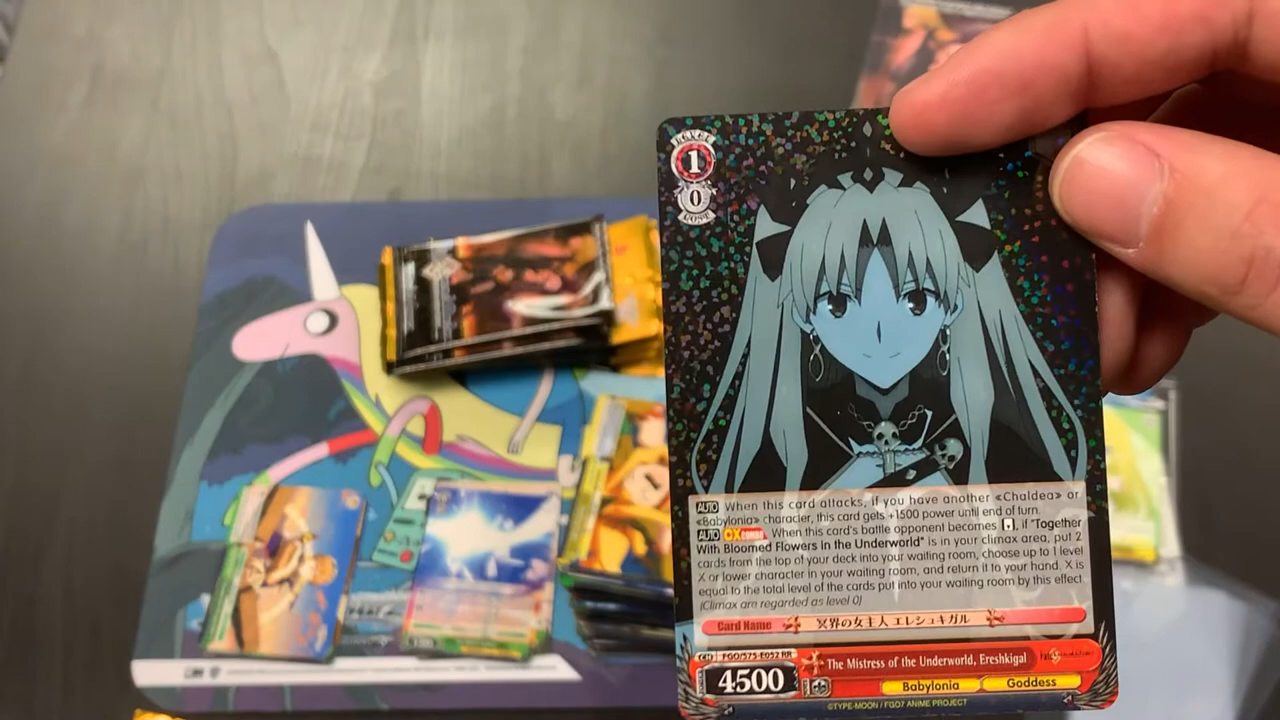 1
0
AUTO When this card attacks, if you have another «Chaldea» or
«Babylonia» character, this card gets +1500 power until end of turn.
AUTO CX COMBO When this card's battle opponent becomes , if "Together
With Bloomed Flowers in the Underworld" is in your climax area, put 2
cards from the top of your deck into your waiting room, choose up to 1 level
X or lower character in your waiting room, and return it to your hand. X is
equal to the total level of the cards put into your waiting room by this effect.
(Climax are regarded as level 0)
Card Name 冥界の女主人 エレシュキガル
FGO/S75-E052 RR
The Mistress of the Underworld, Ereshkigal
4500
Babylonia Goddess
©TYPE-MOON / FGO7 ANIME PROJECT